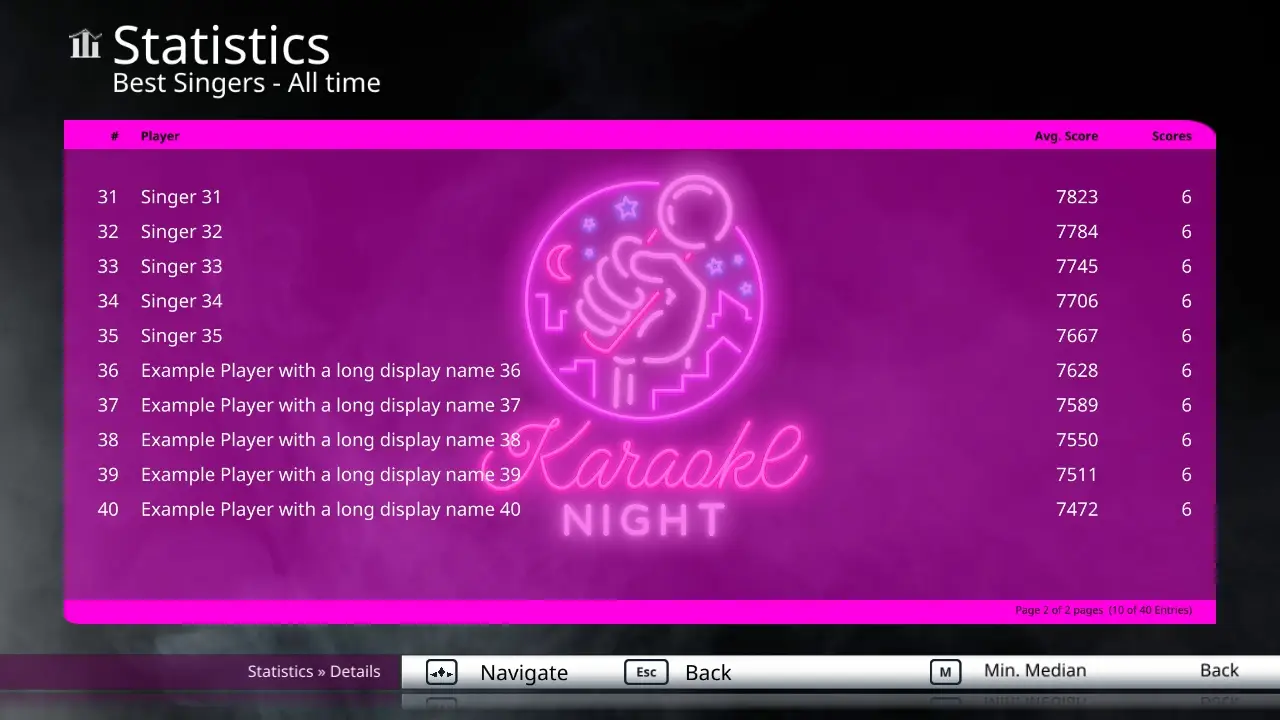 Statistics
Best Singers - All time
# Player Avg. Score Scores
31 Singer 31 7823 6
32 Singer 32 7784 6
33 Singer 33 7745 6
34 Singer 34 7706 6
35 Singer 35 7667 6
36 Example Player with a long display name 36 7628 6
37 Example Player with a long display name 37 7589 6
38 Example Player with a long display name 38 7550 6
39 Example Player with a long display name 39 7511 6
40 Example Player with a long display name 40 7472 6
Karaoke
NIGHT
Page 2 of 2 pages (10 of 40 Entries)
Statistics » Details Navigate Esc Back M Min. Median Back